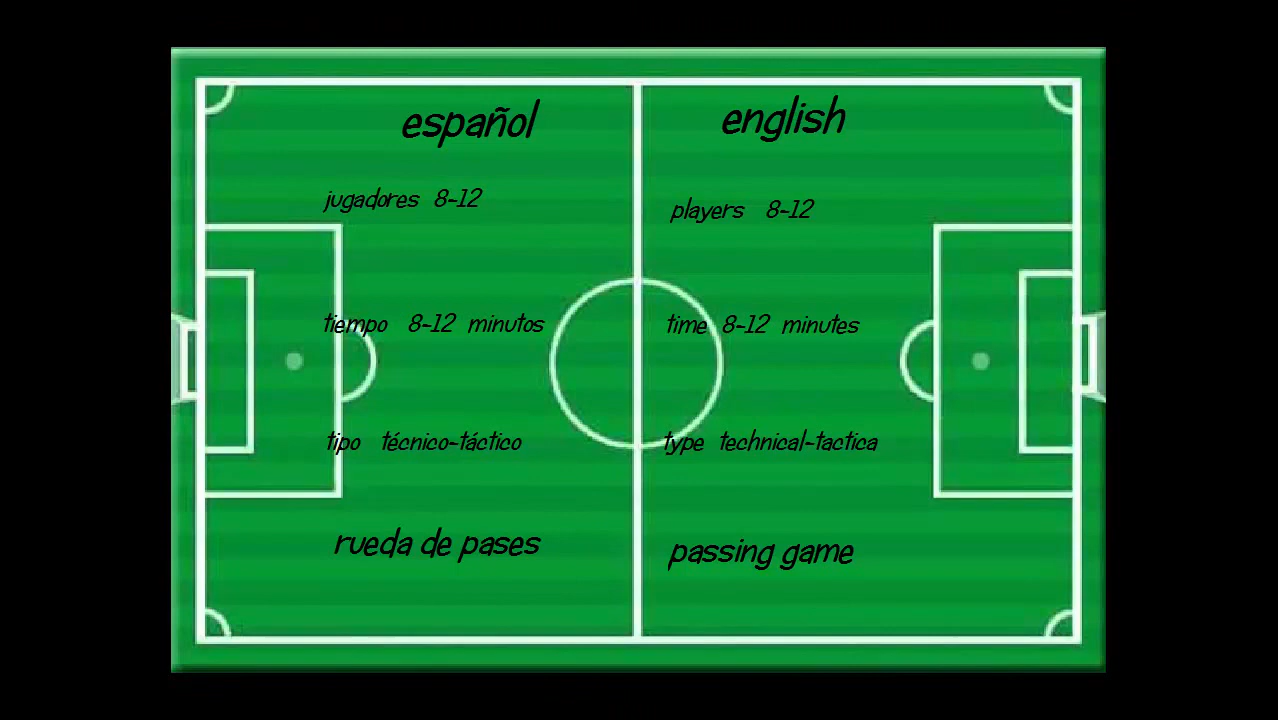 español
jugadores 8-12
tiempo 8-12 minutos
tipo técnico-táctico
rueda de pases
english
players 8-12
time 8-12 minutes
type technical-tactica
passing game